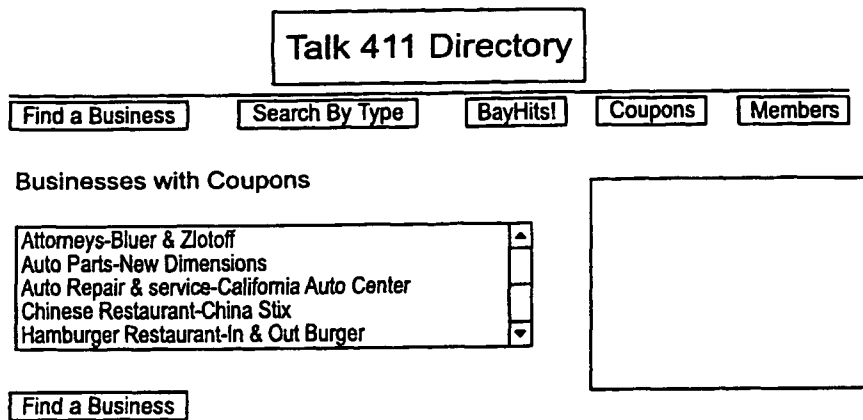 Talk 411 Directory
Find a Business Search By Type BayHits! Coupons Members
Businesses with Coupons
Attorneys-Bluer & Zlotoff
Auto Parts-New Dimensions
Auto Repair & service-California Auto Center
Chinese Restaurant-China Stix
Hamburger Restaurant-In & Out Burger
Find a Business